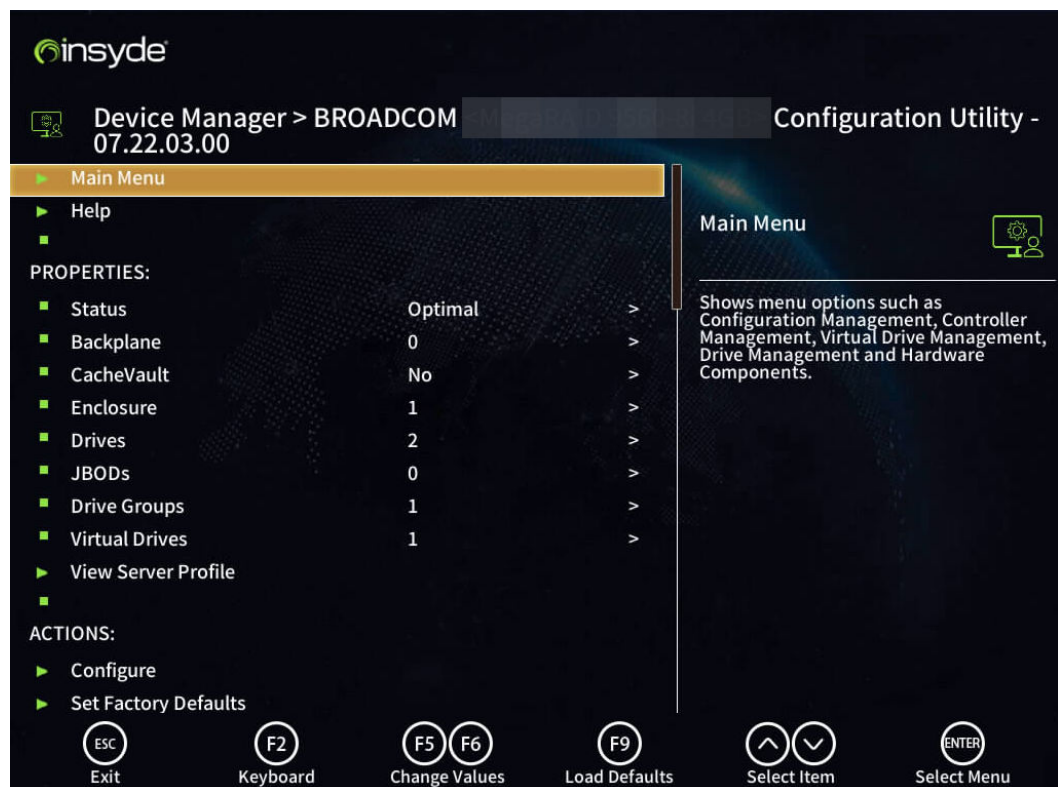 insyde
Device Manager > BROADCOM Configuration Utility -
07.22.03.00
Main Menu
Help
PROPERTIES:
Status Optimal >
Backplane 0 >
CacheVault No >
Enclosure 1 >
Drives 2 >
JBODs 0 >
Drive Groups 1 >
Virtual Drives 1 >
View Server Profile
ACTIONS:
Configure
Set Factory Defaults
Main Menu
Shows menu options such as
Configuration Management, Controller
Management, Virtual Drive Management,
Drive Management and Hardware
Components.
ESC F2 F5 F6 F9 ENTER
Exit Keyboard Change Values Load Defaults Select Item Select Menu